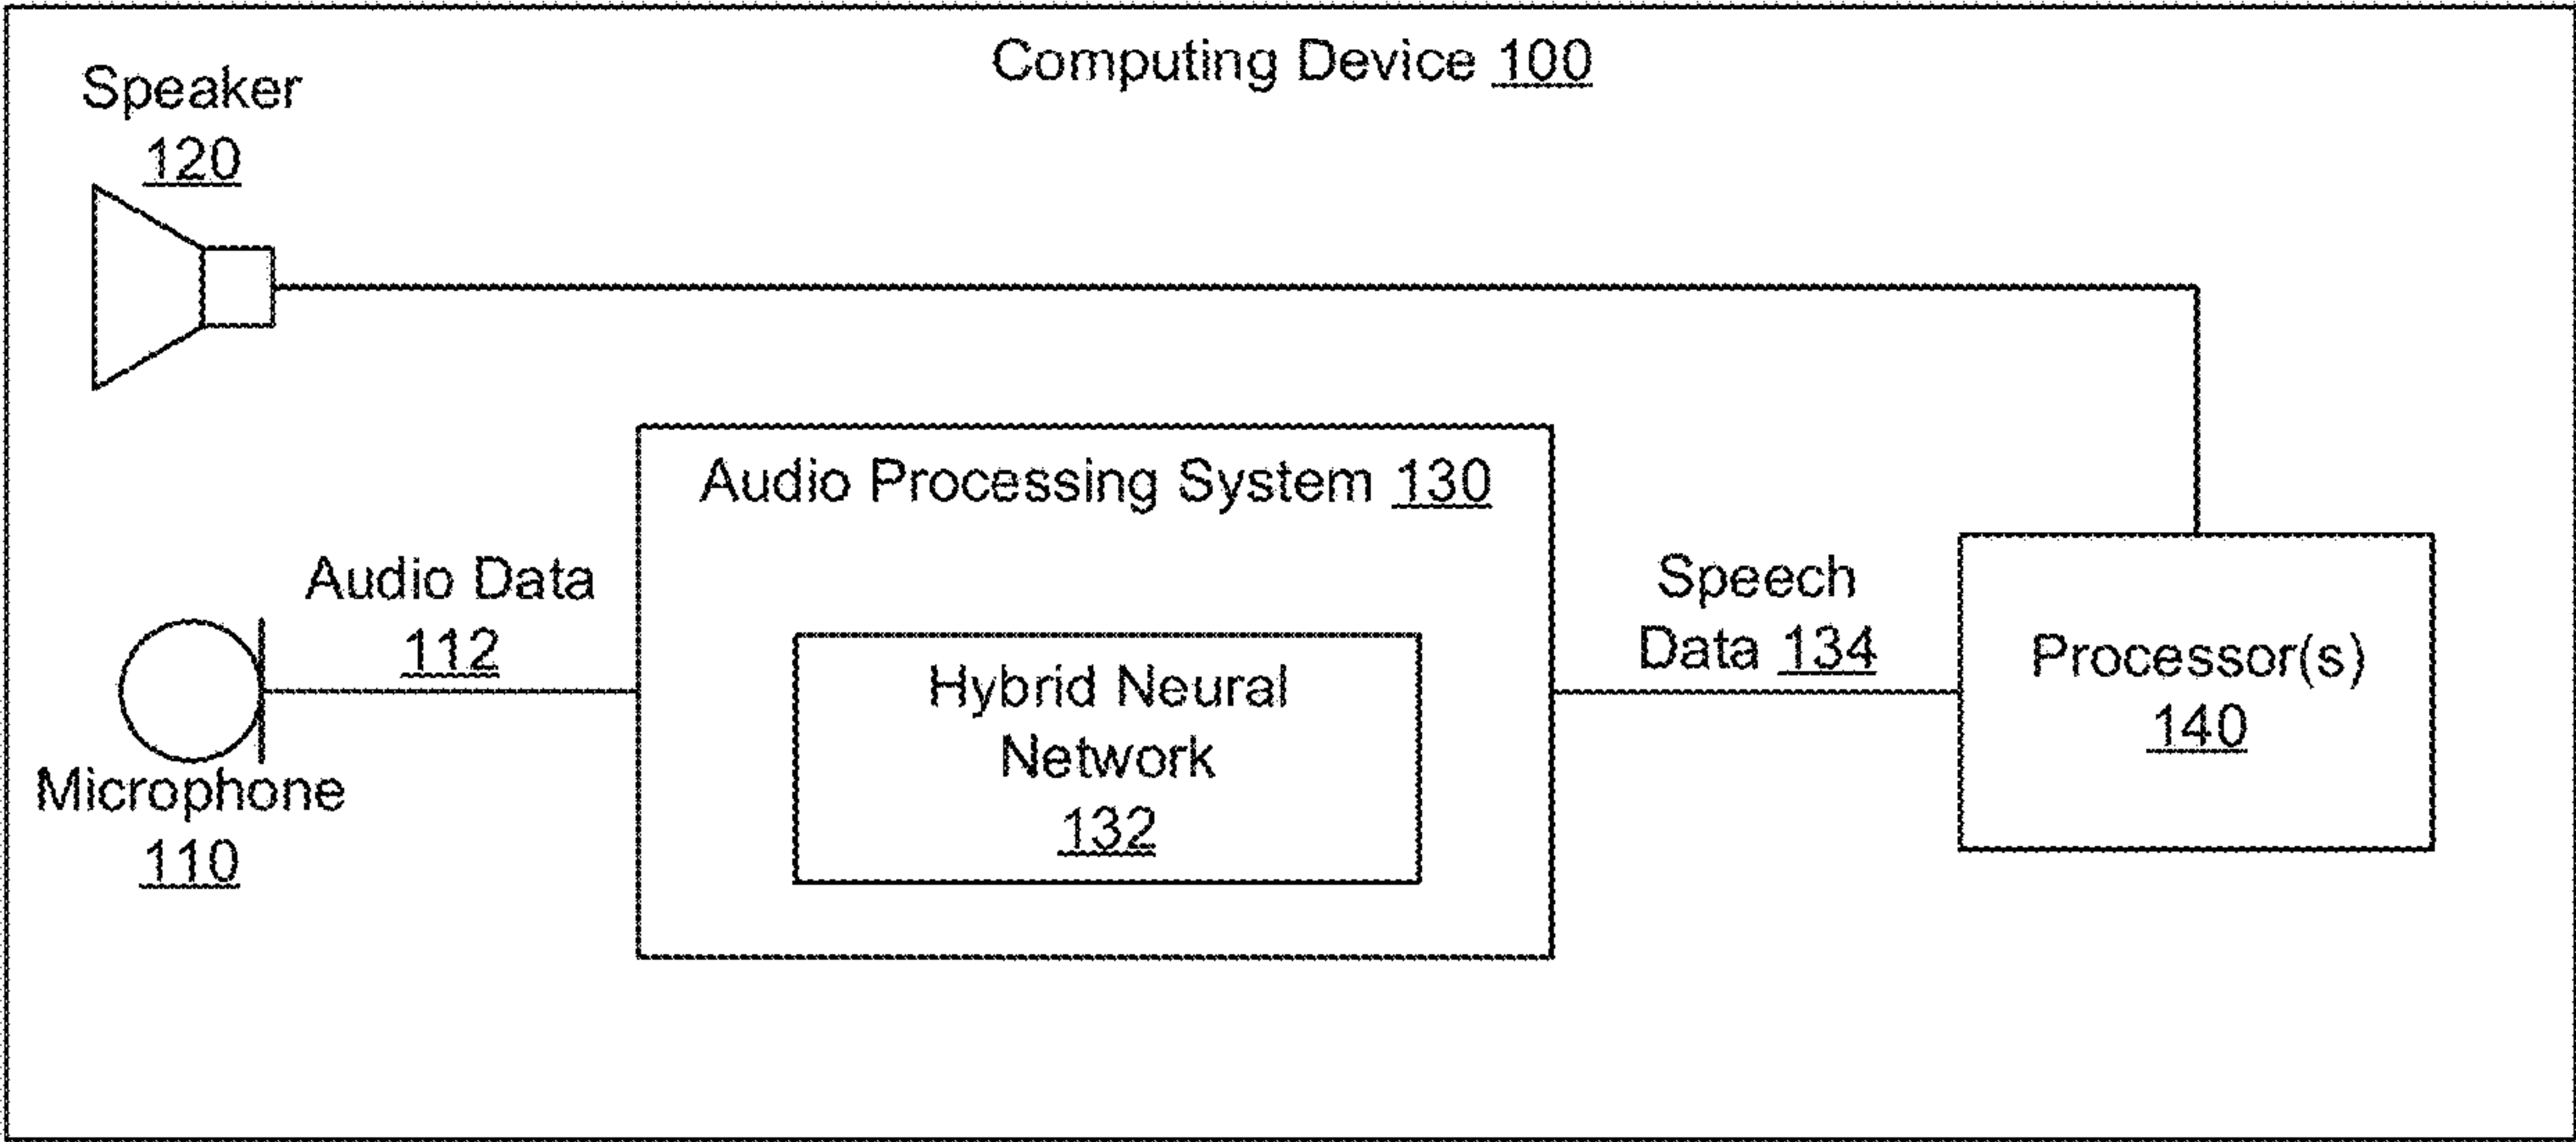 Computing Device 100
Speaker
120
Audio Processing System 130
Audio Data
112
Speech
Data 134
Hybrid Neural
Network
132
Processor(s)
140
Microphone
110